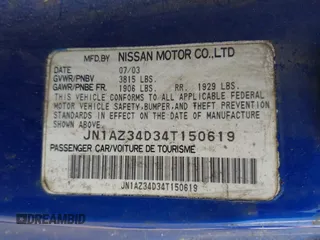 MFD.BY NISSAN MOTOR CO.,LTD
DATE 07/03
GVWR/PNBV 3815 LBS.
GAWR/PNBE FR. 1906 LBS. RR. 1929 LBS.
THIS VEHICLE CONFORMS TO ALL APPLICABLE FEDERAL
MOTOR VEHICLE SAFETY,BUMPER,AND THEFT PREVENTION
STANDARDS IN EFFECT ON THE DATE OF MANUFACTURE
SHOWN ABOVE.
JN1AZ34D34T150619
PASSENGER CAR/VOITURE DE TOURISME
JN1AZ34D34T150619
DREAMBID